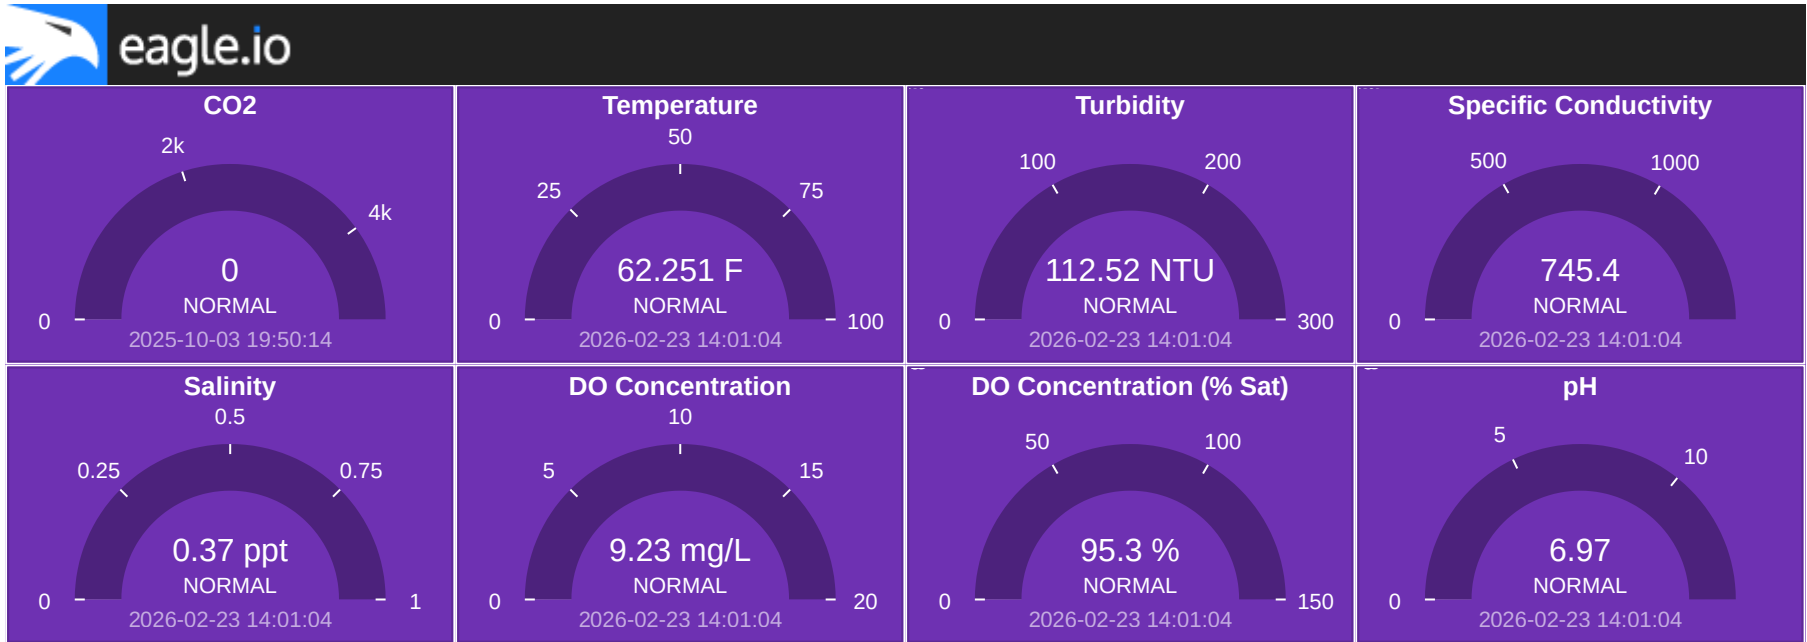 eagle.io
CO2
2k
4k
0
0
NORMAL
2025-10-03 19:50:14
Temperature
50
25
75
62.251 F
NORMAL
0
100
2026-02-23 14:01:04
Turbidity
100
200
112.52 NTU
NORMAL
0
300
2026-02-23 14:01:04
Specific Conductivity
500
1000
745.4
NORMAL
0
2026-02-23 14:01:04
Salinity
0.5
0.25
0.75
0.37 ppt
NORMAL
0
1
2026-02-23 14:01:04
DO Concentration
10
5
15
9.23 mg/L
NORMAL
0
20
2026-02-23 14:01:04
DO Concentration (% Sat)
50
100
95.3 %
NORMAL
0
150
2026-02-23 14:01:04
pH
5
10
6.97
NORMAL
0
2026-02-23 14:01:04